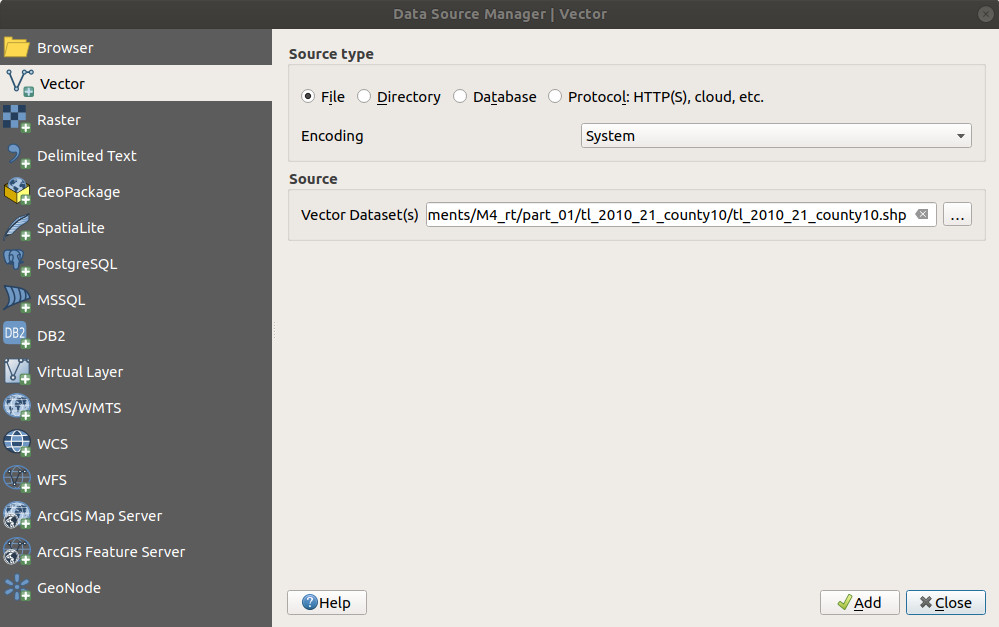 Data Source Manager | Vector
Browser
Vector
Raster
Delimited Text
GeoPackage
SpatiaLite
PostgreSQL
MSSQL
DB2
DB2
Virtual Layer
WMS/WMTS
WCS
WFS
ArcGIS Map Server
ArcGIS Feature Server
GeoNode
Source type
File Directory Database Protocol: HTTP(S), cloud, etc.
Encoding System
Source
Vector Dataset(s) ments/M4_rt/part_01/tl_2010_21_county10/tl_2010_21_county10.shp ...
Help Add Close